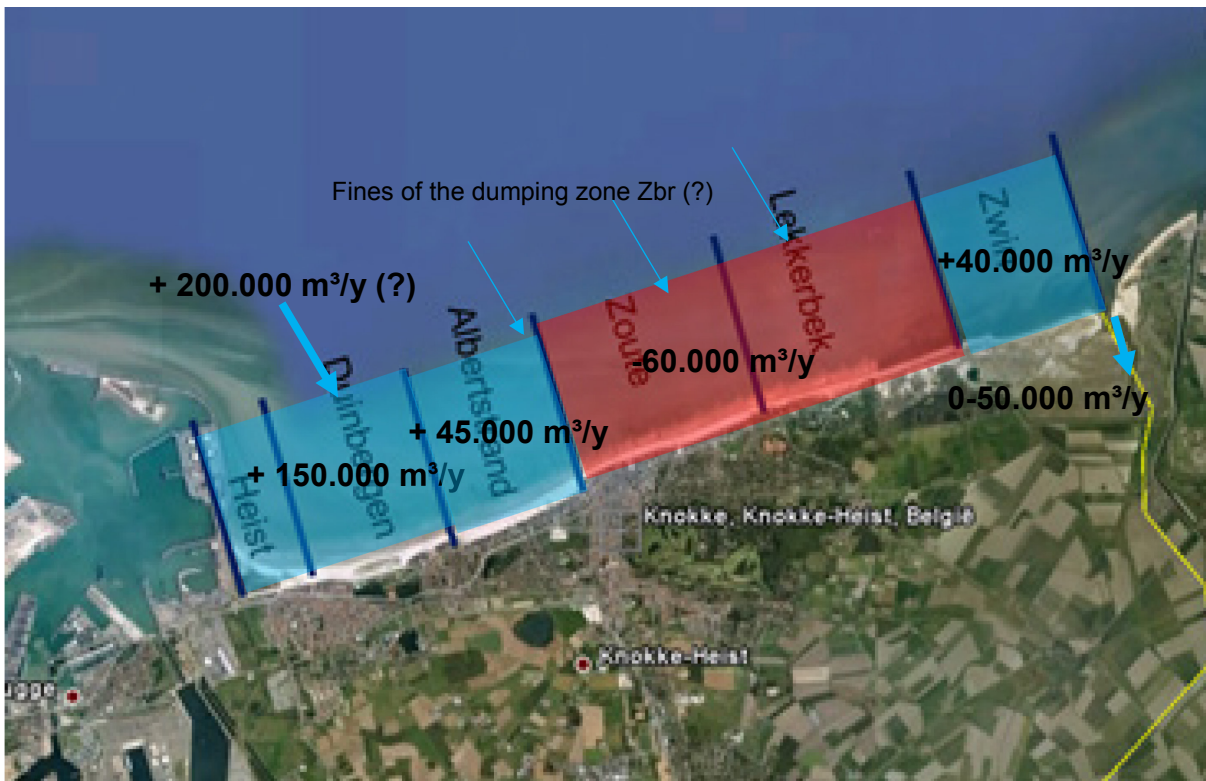 Fines of the dumping zone Zbr (?)
+ 200.000 m³/y (?)
Zwin
+40.000 m³/y
Lekkerbek
Zoute
-60.000 m³/y
0-50.000 m³/y
Albertstrand
+ 45.000 m³/y
Duinbergen
+ 150.000 m³/y
Heist
Knokke, Knokke-Heist, België
Knokke-Heist
ugge